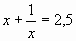 x + 1/x = 2,5